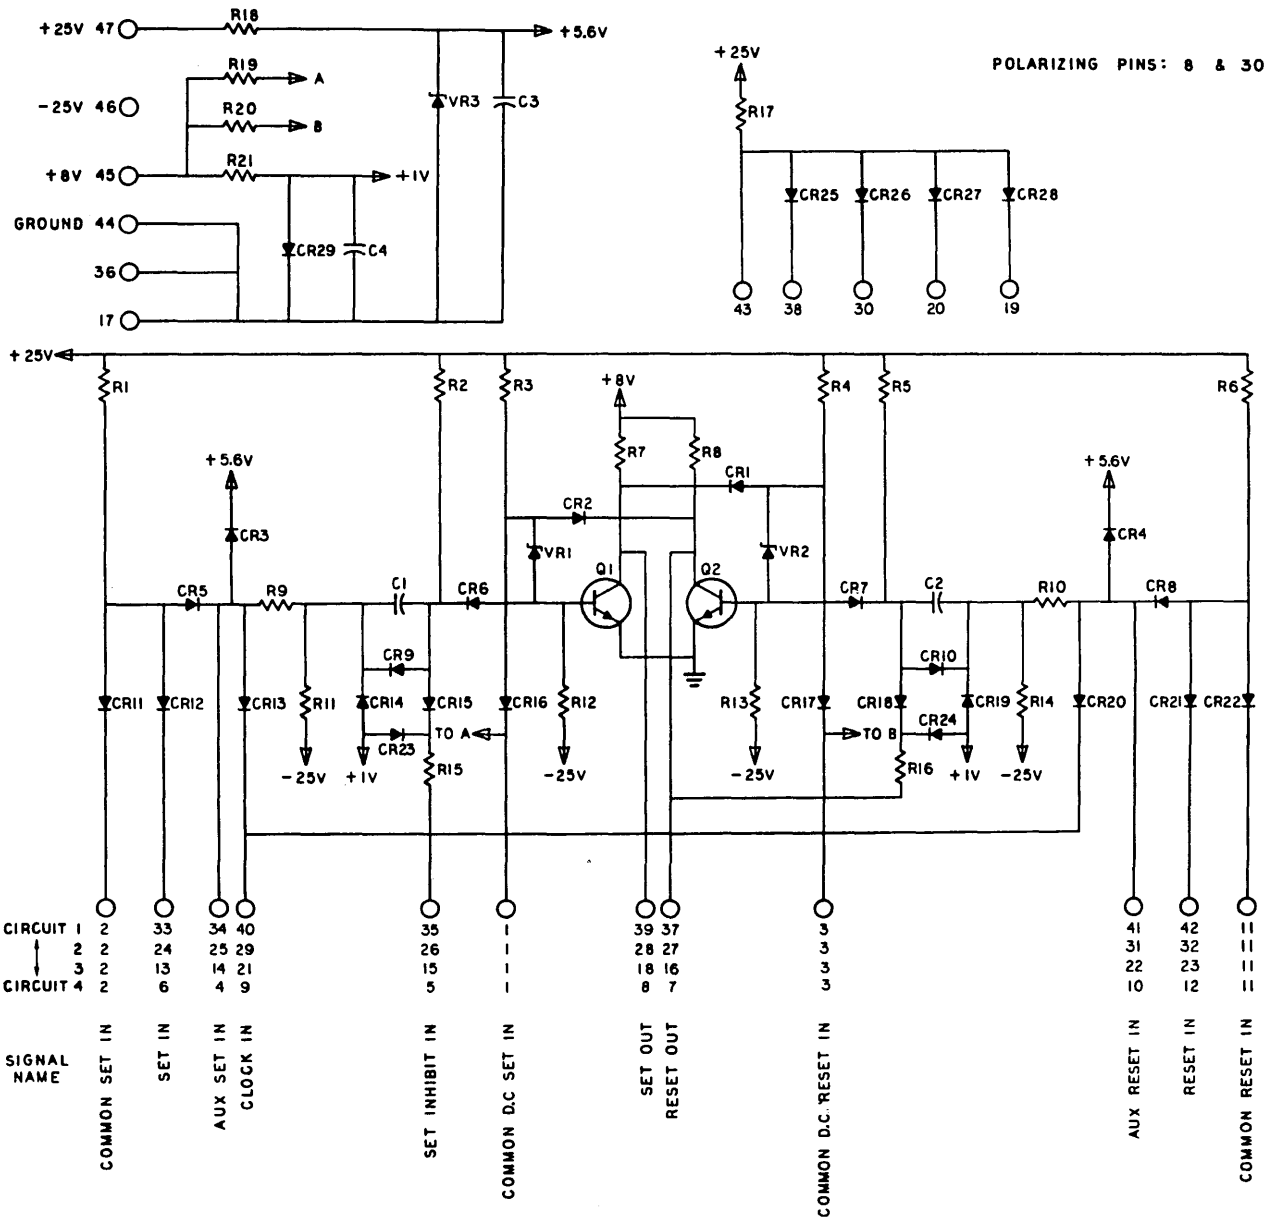 +25V 47 R18 +5.6V
R19 A
-25V 46 R20 B VR3 C3
+8V 45 R21 +1V
GROUND 44
36 CR29 C4
17
+25V
R17
CR25 CR26 CR27 CR28
43 38 30 20 19
POLARIZING PINS: 8 & 30
+25V
R1 R2 R3 +8V R4 R5 R6
R7 R8
+5.6V CR1 +5.6V
CR3 CR2 VR1 VR2 CR4
CR5 R9 C1 CR6 Q1 Q2 CR7 C2 R10 CR8
CR9 CR10
CR11 CR12 CR13 R11 CR14 CR15 CR16 R12 R13 CR17 CR18 CR19 R14 CR20 CR21 CR22
CR23 TO A TO B CR24
-25V +1V R15 -25V -25V R16 +1V -25V
CIRCUIT 1 2 33 34 40 35 1 39 37 3 41 42 11
2 2 24 25 29 26 1 28 27 3 31 32 11
3 2 13 14 21 15 1 18 16 3 22 23 11
CIRCUIT 4 2 6 4 9 5 1 8 7 3 10 12 11
SIGNAL
NAME
COMMON SET IN
SET IN
AUX SET IN
CLOCK IN
SET INHIBIT IN
COMMON D.C SET IN
SET OUT
RESET OUT
COMMON D.C. RESET IN
AUX RESET IN
RESET IN
COMMON RESET IN